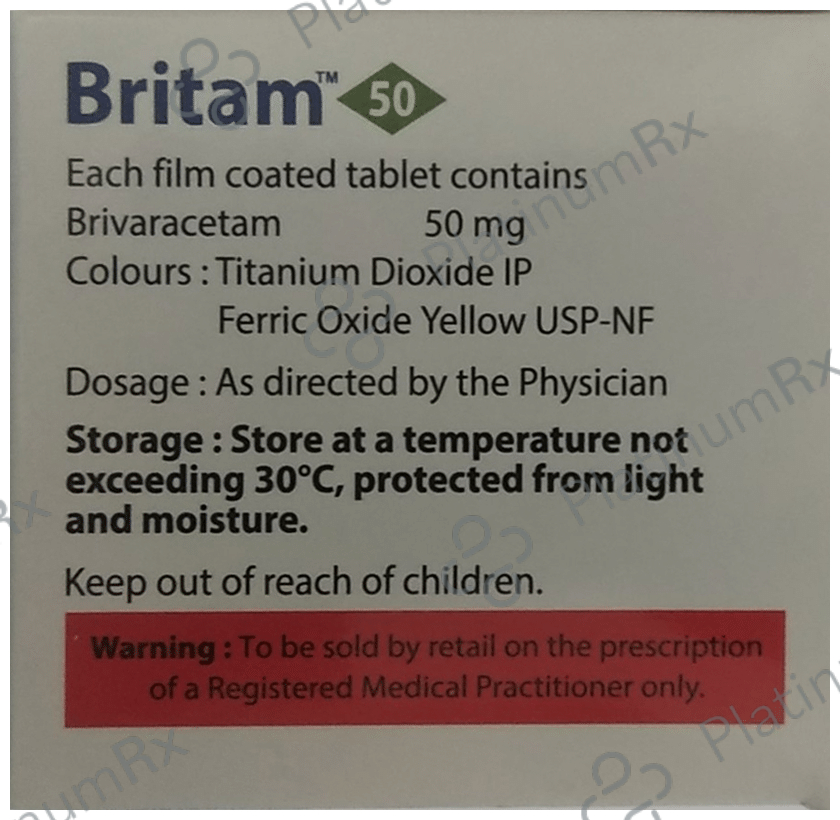 Britam™ 50
Each film coated tablet contains
Brivaracetam 50 mg
Colours : Titanium Dioxide IP
Ferric Oxide Yellow USP-NF
Dosage : As directed by the Physician
Storage : Store at a temperature not
exceeding 30°C, protected from light
and moisture.
Keep out of reach of children.
Warning : To be sold by retail on the prescription
of a Registered Medical Practitioner only.
PlatinumRx
PlatinumRx